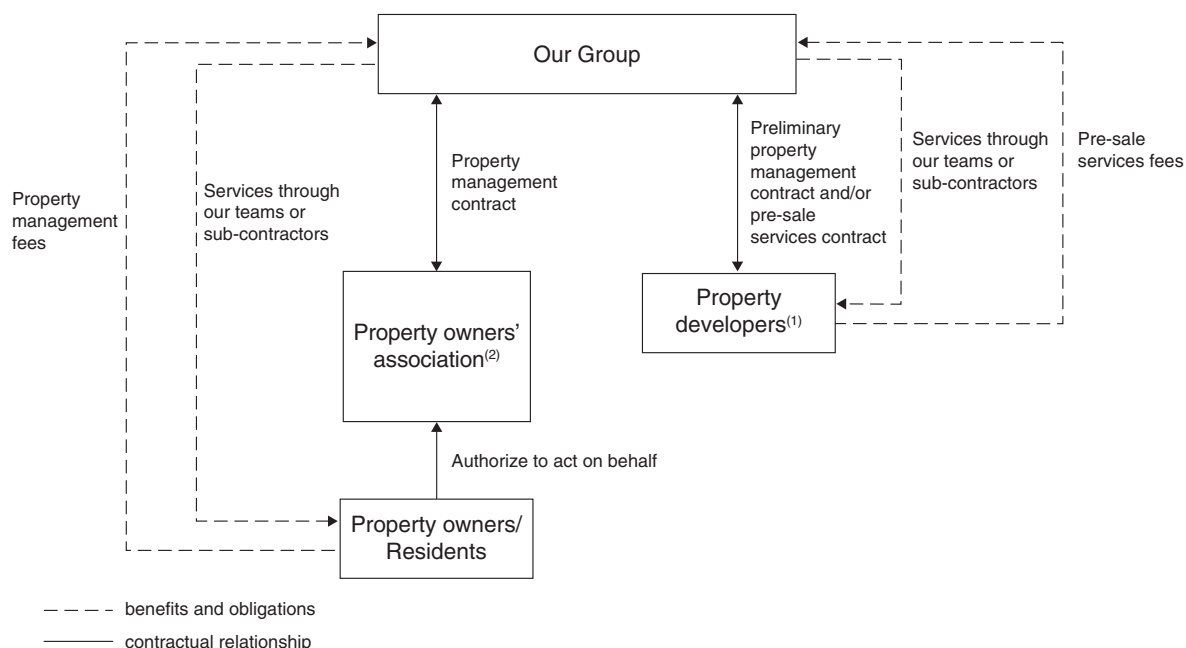 Our Group
Property
management
fees
Services through
our teams or
sub-contractors
Property
management
contract
Preliminary
property
management
contract and/or
pre-sale
services contract
Services through
our teams or
sub-contractors
Pre-sale
services fees
Property owners’
association(2)
Property
developers(1)
Authorize to act on behalf
Property owners/
Residents
benefits and obligations
contractual relationship